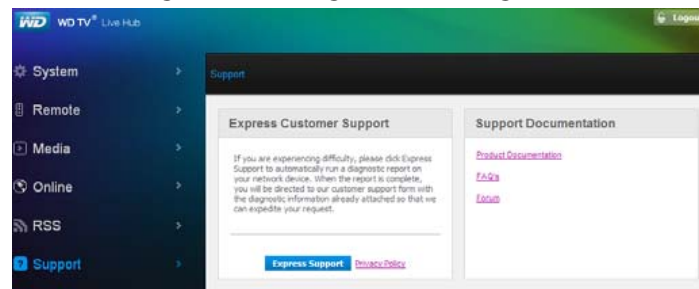 WD WD TV® Live Hub
Logou
System
Remote
Media
Online
RSS
Support
Support
Express Customer Support
If you are experiencing difficulty, please click Express
Support to automatically run a diagnostic report on
your network device. When the report is complete,
you will be directed to our customer support form with
the diagnostic information already attached so that we
can expedite your request.
Express Support Privacy Policy
Support Documentation
Product Documentation
FAQ's
Forum